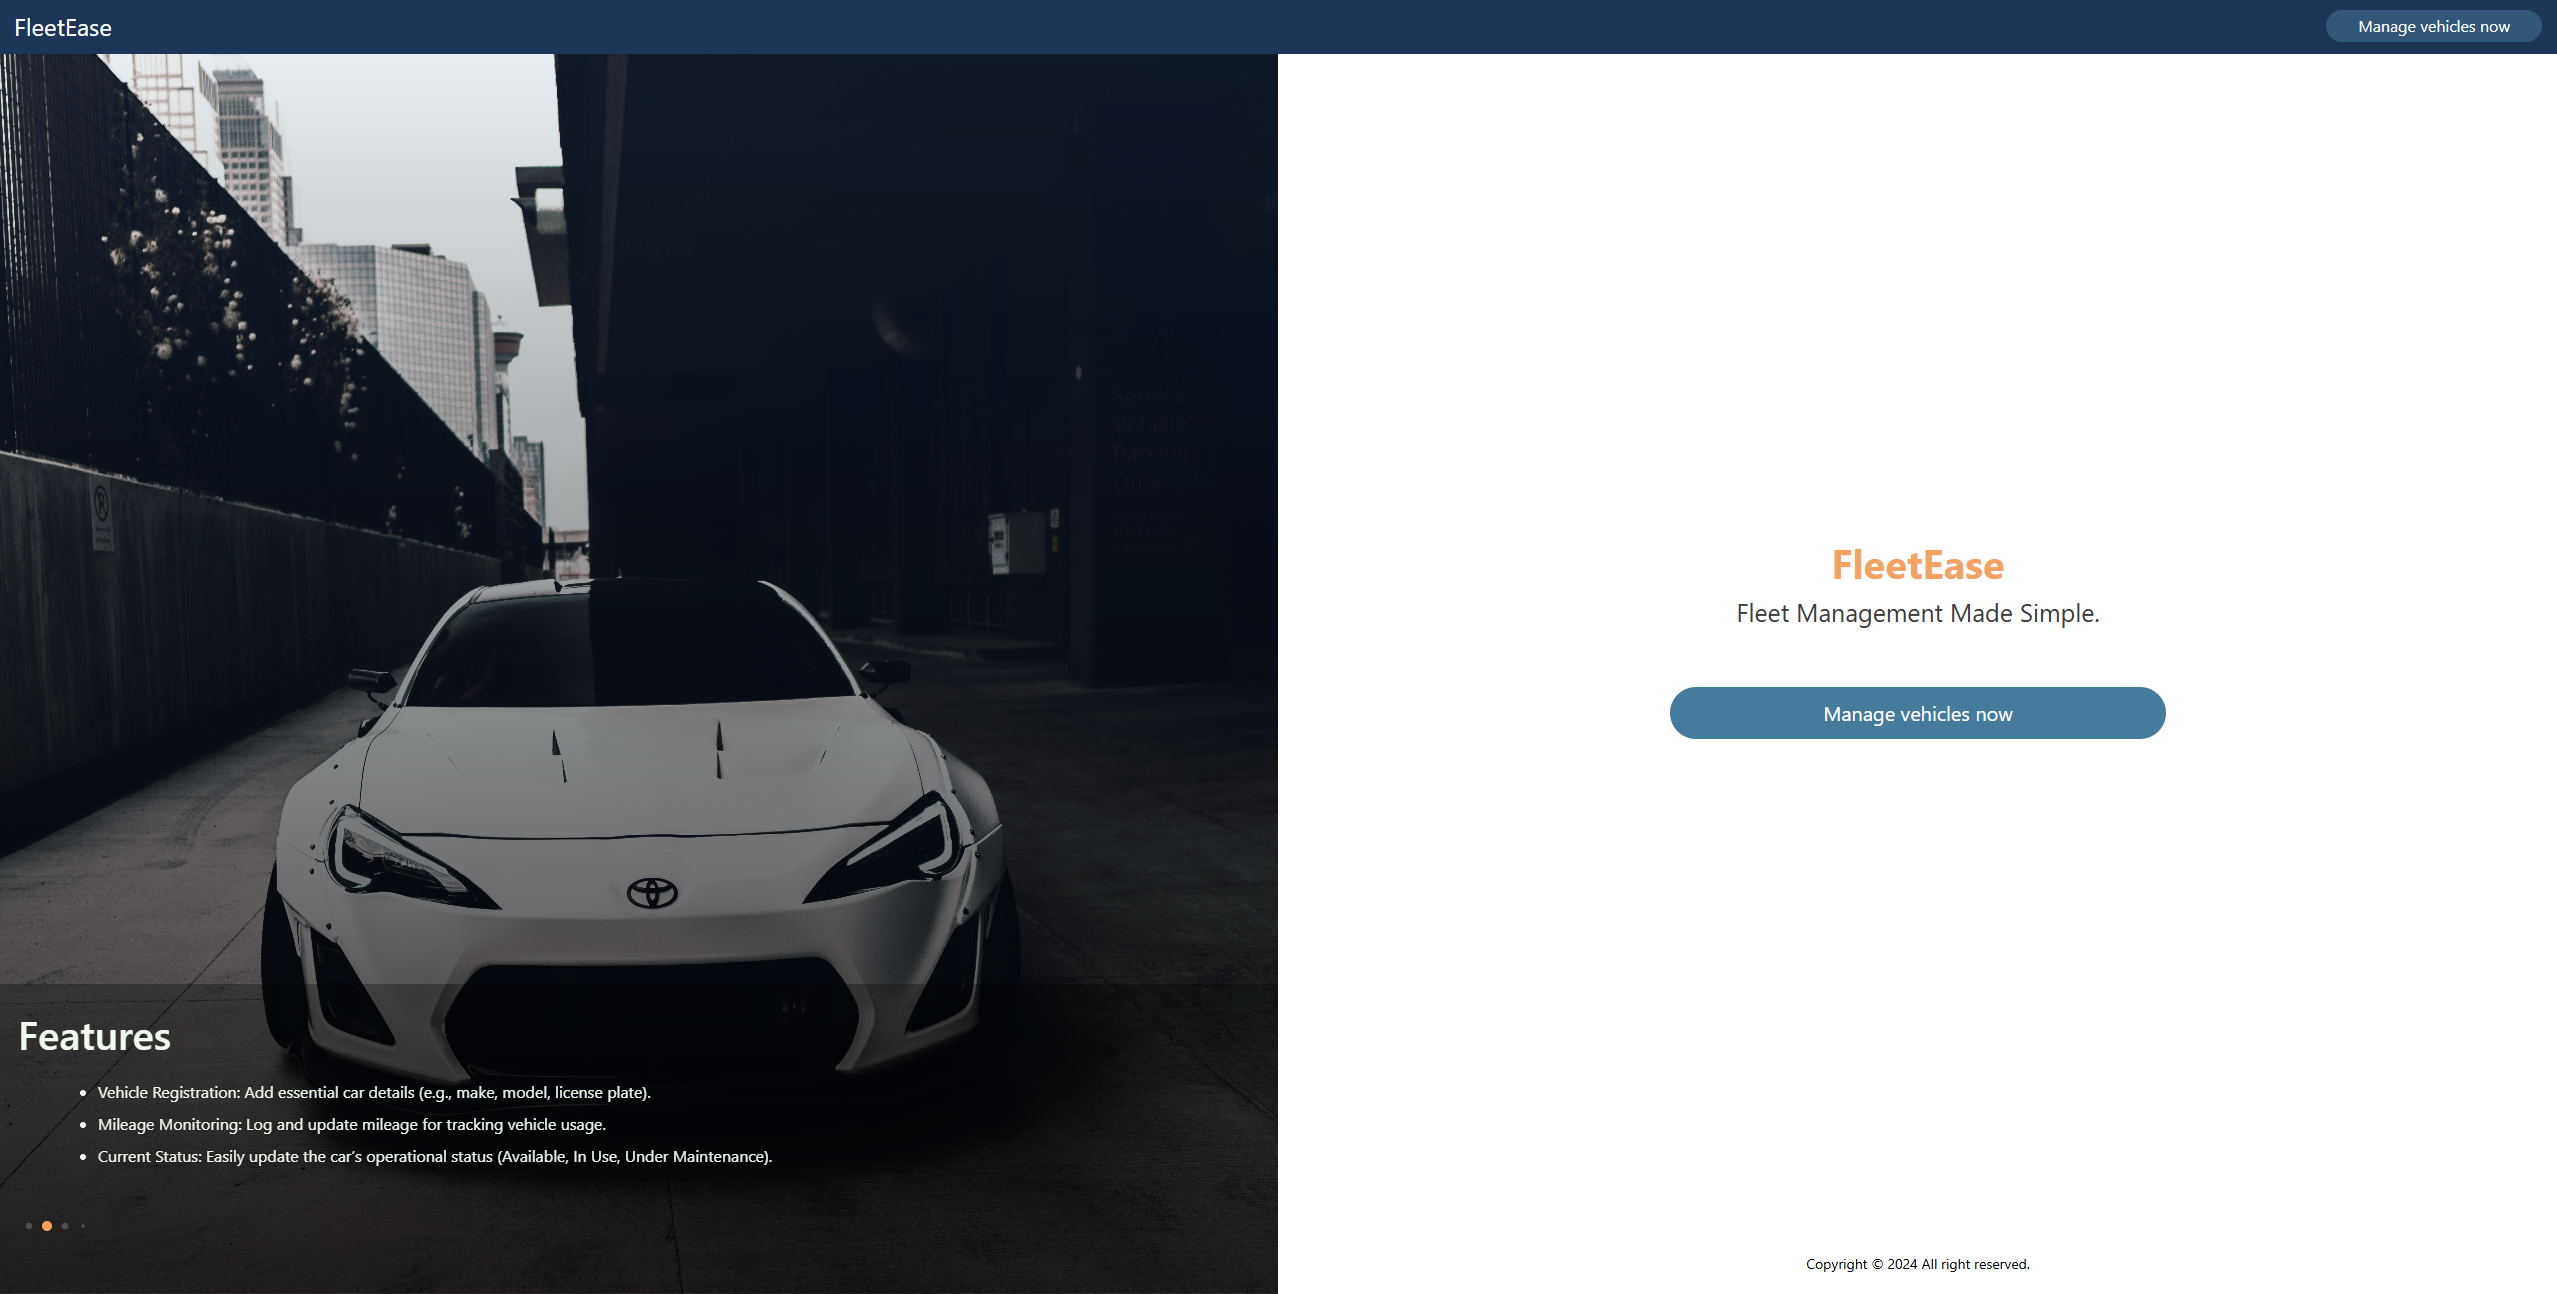 FleetEase
Manage vehicles now
Service
Vehicle
Parking
Only
FleetEase
Fleet Management Made Simple.
Manage vehicles now
Features
Vehicle Registration: Add essential car details (e.g., make, model, license plate).
Mileage Monitoring: Log and update mileage for tracking vehicle usage.
Current Status: Easily update the car’s operational status (Available, In Use, Under Maintenance).
Copyright © 2024 All right reserved.